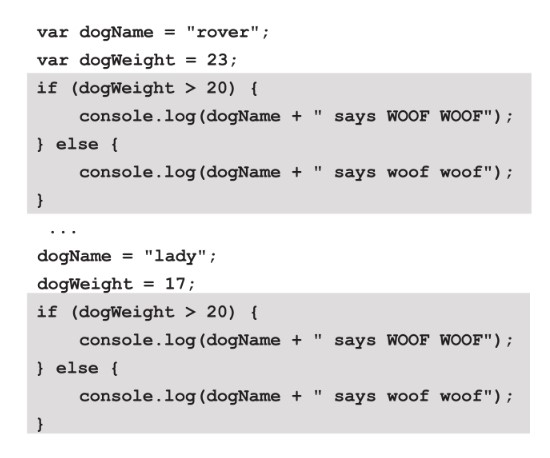 var dogName = "rover";
var dogWeight = 23;
if (dogWeight > 20) {
    console.log(dogName + " says WOOF WOOF");
} else {
    console.log(dogName + " says woof woof");
}
...
dogName = "lady";
dogWeight = 17;
if (dogWeight > 20) {
    console.log(dogName + " says WOOF WOOF");
} else {
    console.log(dogName + " says woof woof");
}